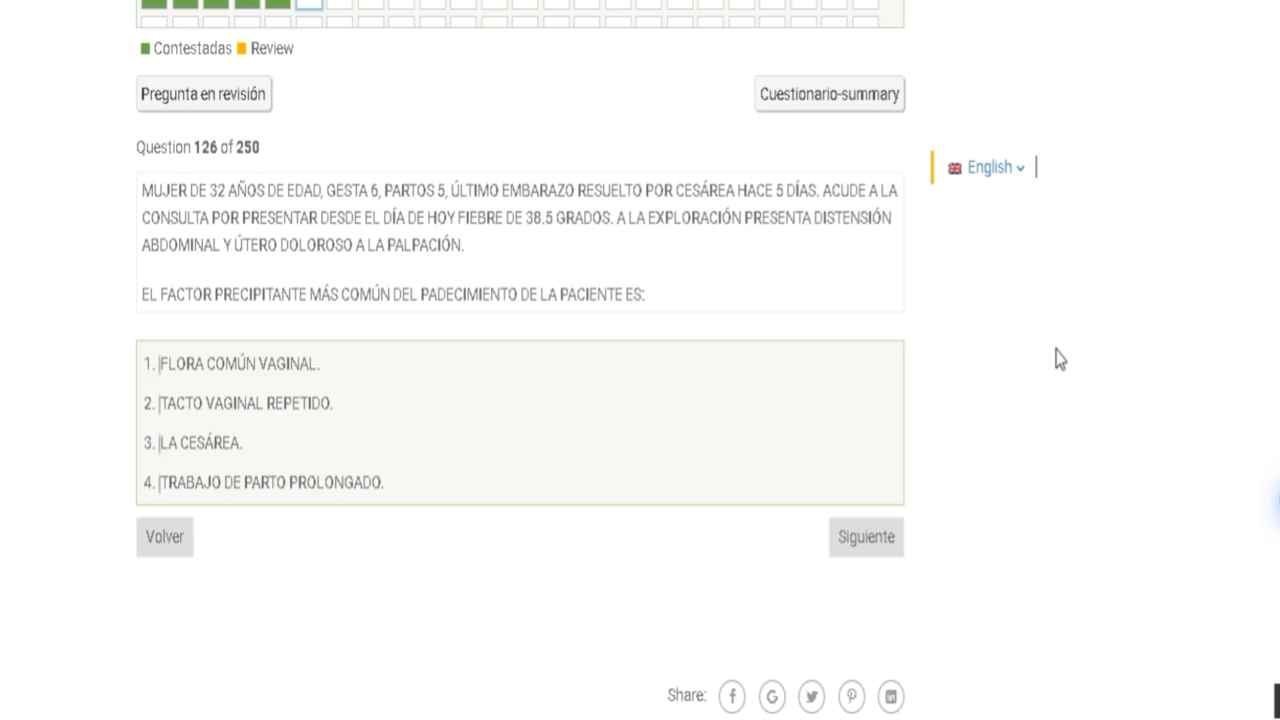 Contestadas Review
Pregunta en revisión Cuestionario-summary
Question 126 of 250
English
MUJER DE 32 AÑOS DE EDAD, GESTA 6, PARTOS 5, ÚLTIMO EMBARAZO RESUELTO POR CESÁREA HACE 5 DÍAS. ACUDE A LA
CONSULTA POR PRESENTAR DESDE EL DÍA DE HOY FIEBRE DE 38.5 GRADOS. A LA EXPLORACIÓN PRESENTA DISTENSIÓN
ABDOMINAL Y ÚTERO DOLOROSO A LA PALPACIÓN.
EL FACTOR PRECIPITANTE MÁS COMÚN DEL PADECIMIENTO DE LA PACIENTE ES:
1. FLORA COMÚN VAGINAL.
2. TACTO VAGINAL REPETIDO.
3. LA CESÁREA.
4. TRABAJO DE PARTO PROLONGADO.
Volver Siguiente
Share: